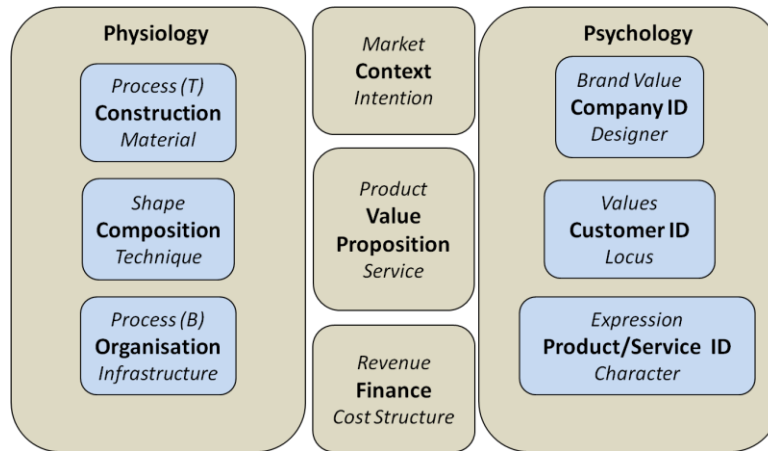 Physiology
Process (T)
Construction
Material
Shape
Composition
Technique
Process (B)
Organisation
Infrastructure
Market
Context
Intention
Product
Value
Proposition
Service
Revenue
Finance
Cost Structure
Psychology
Brand Value
Company ID
Designer
Values
Customer ID
Locus
Expression
Product/Service ID
Character